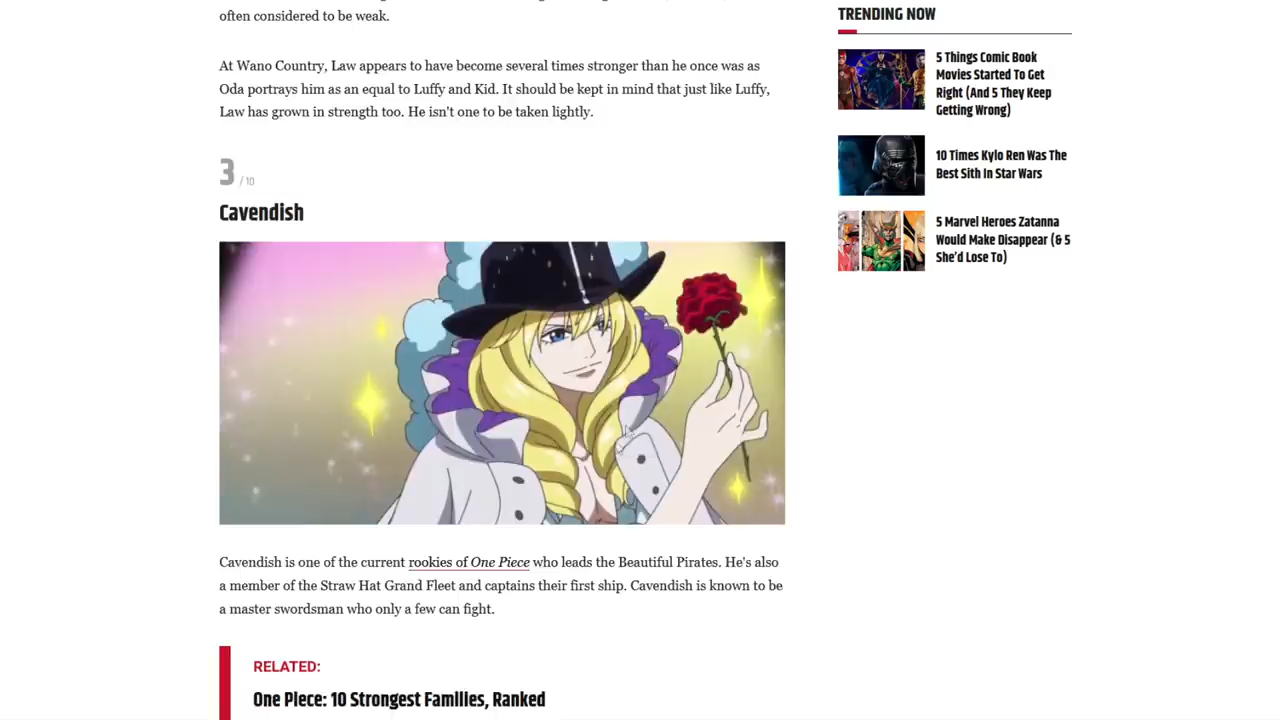 often considered to be weak.
At Wano Country, Law appears to have become several times stronger than he once was as
Oda portrays him as an equal to Luffy and Kid. It should be kept in mind that just like Luffy,
Law has grown in strength too. He isn't one to be taken lightly.
3 / 10
Cavendish
Cavendish is one of the current rookies of One Piece who leads the Beautiful Pirates. He's also
a member of the Straw Hat Grand Fleet and captains their first ship. Cavendish is known to be
a master swordsman who only a few can fight.
RELATED:
One Piece: 10 Strongest Families, Ranked
TRENDING NOW
5 Things Comic Book
Movies Started To Get
Right (And 5 They Keep
Getting Wrong)
10 Times Kylo Ren Was The
Best Sith In Star Wars
5 Marvel Heroes Zatanna
Would Make Disappear (& 5
She'd Lose To)